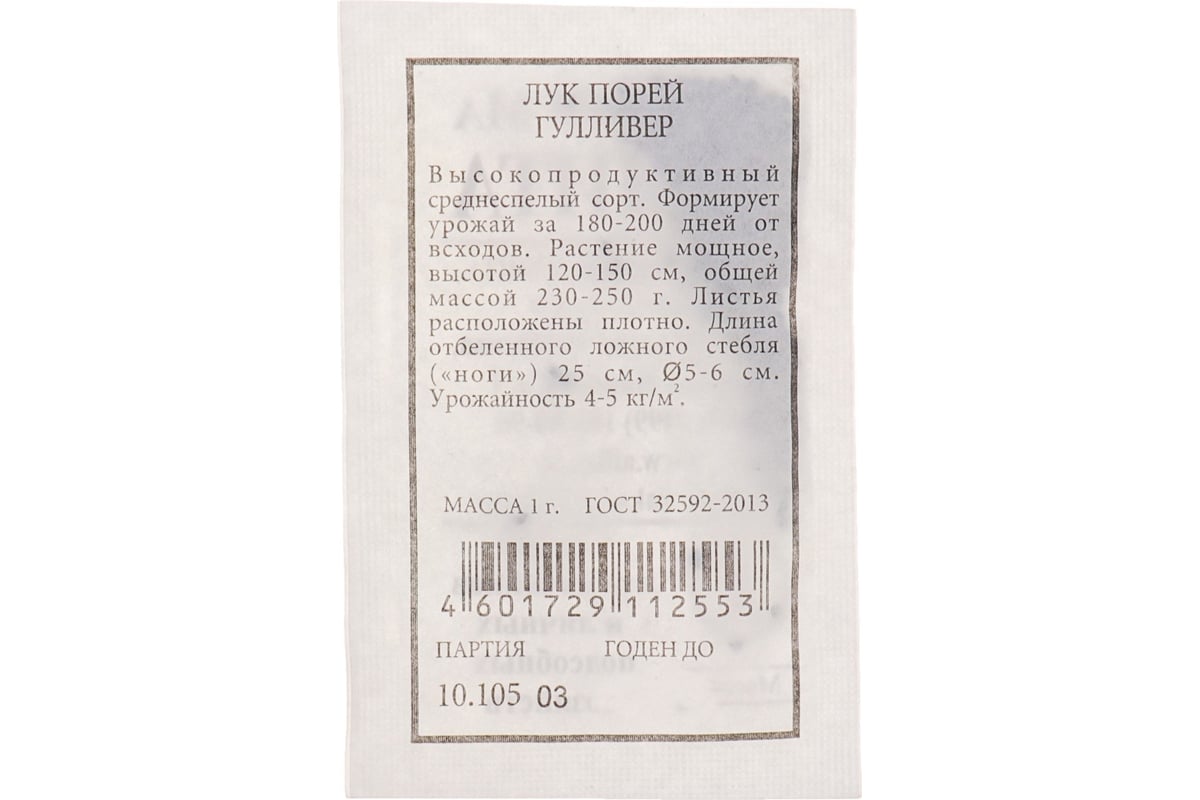 ЛУК ПОРЕЙ
ГУЛЛИВЕР
Высокопродуктивный
среднеспелый сорт. Формирует
урожай за 180-200 дней от
всходов. Растение мощное,
высотой 120-150 см, общей
массой 230-250 г. Листья
расположены плотно. Длина
отбеленного ложного стебля
(«ноги») 25 см, Ø5-6 см.
Урожайность 4-5 кг/м².
МАССА 1 г. ГОСТ 32592-2013
4 601729 112553
ПАРТИЯ ГОДЕН ДО
10.105 03